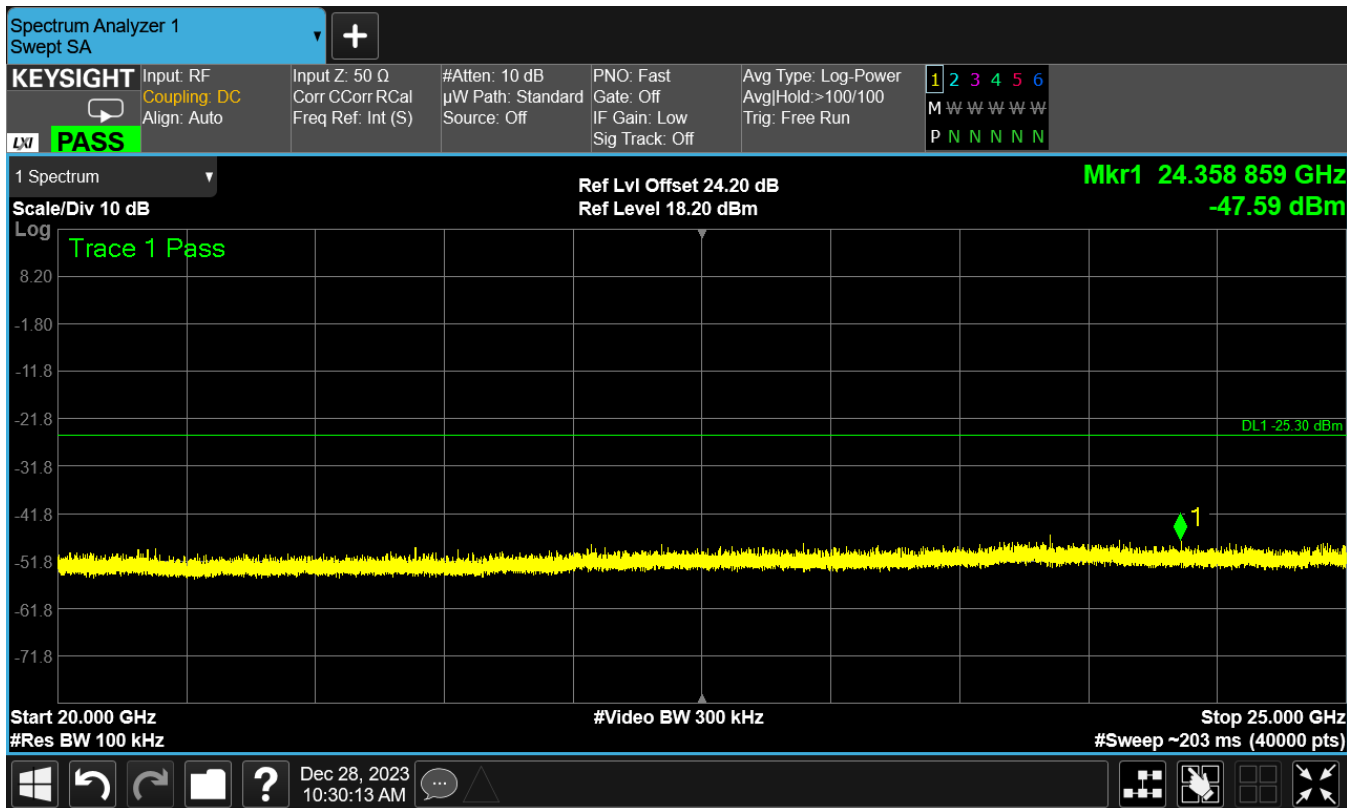 Spectrum Analyzer 1
Swept SA
KEYSIGHT
LXI PASS
Input: RF
Coupling: DC
Align: Auto
Input Z: 50 Ω
Corr CCorr RCal
Freq Ref: Int (S)
#Atten: 10 dB
µW Path: Standard
Source: Off
PNO: Fast
Gate: Off
IF Gain: Low
Sig Track: Off
Avg Type: Log-Power
Avg|Hold:>100/100
Trig: Free Run
1 2 3 4 5 6
M W W W W W
P N N N N N
1 Spectrum
Scale/Div 10 dB
Log
Ref Lvl Offset 24.20 dB
Ref Level 18.20 dBm
Mkr1 24.358 859 GHz
-47.59 dBm
Trace 1 Pass
8.20
-1.80
-11.8
-21.8
DL1 -25.30 dBm
-31.8
-41.8
1
-51.8
-61.8
-71.8
Start 20.000 GHz
#Res BW 100 kHz
#Video BW 300 kHz
Stop 25.000 GHz
#Sweep ~203 ms (40000 pts)
?
Dec 28, 2023
10:30:13 AM